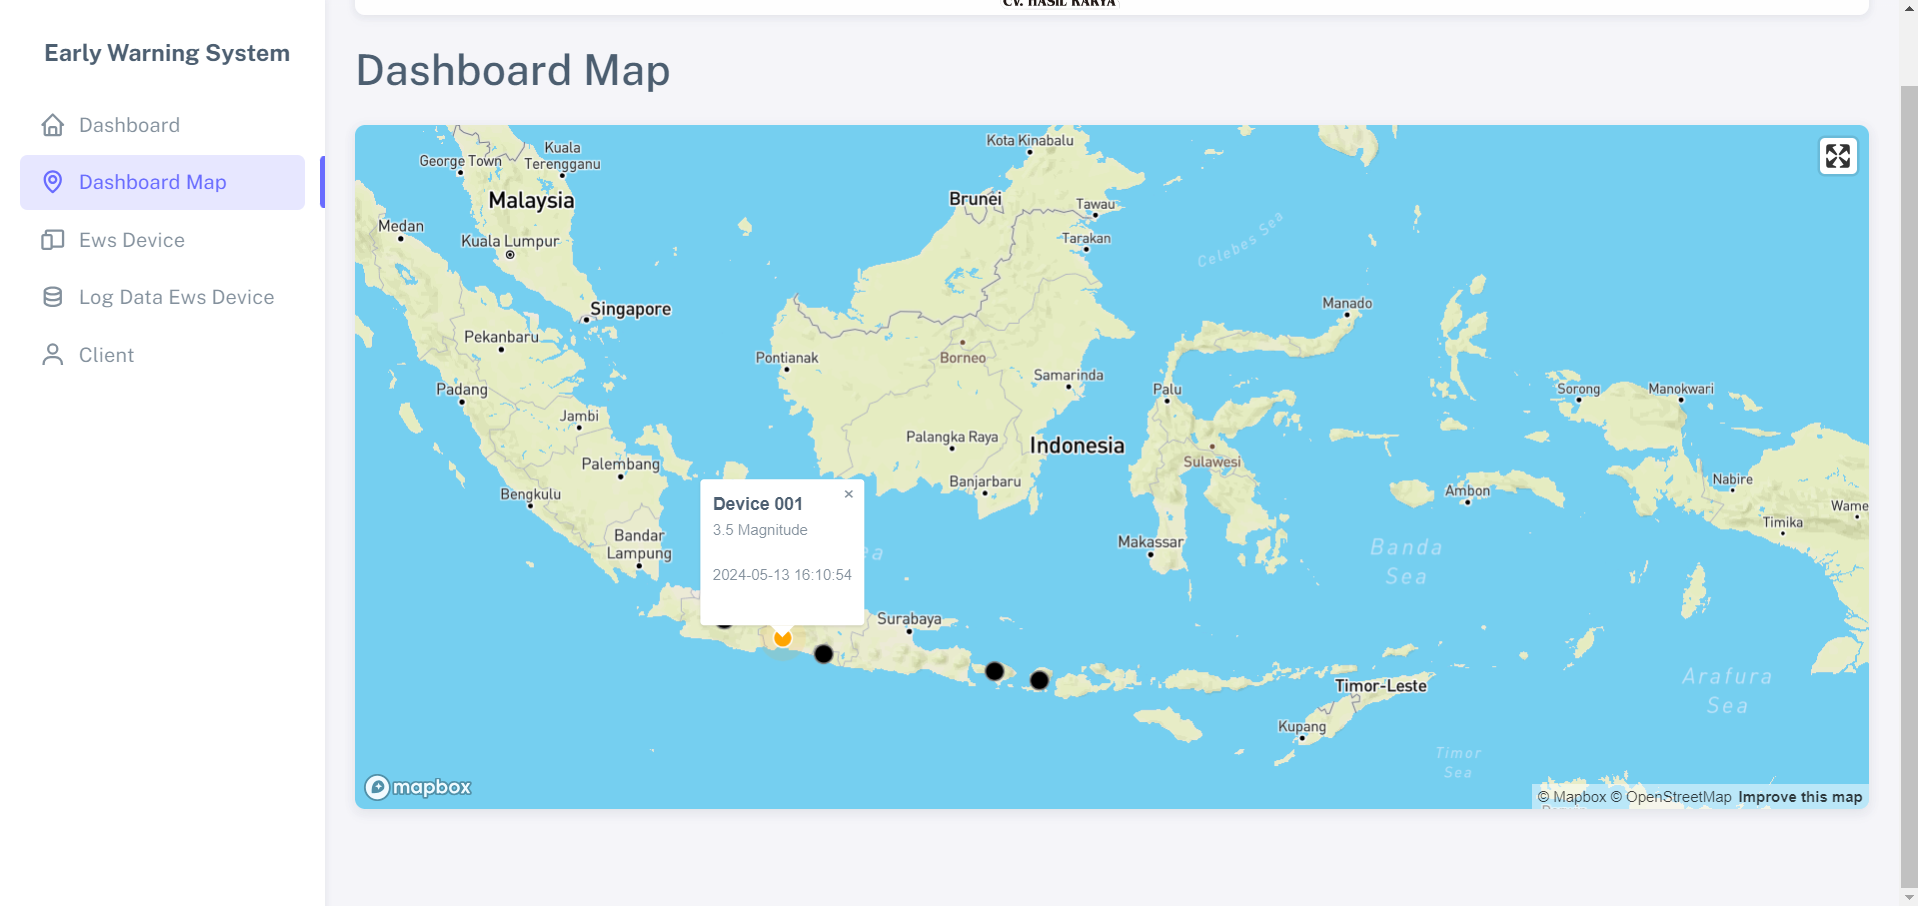 CV. HASIL KARYA
Early Warning System
Dashboard
Dashboard Map
Ews Device
Log Data Ews Device
Client
Dashboard Map
Kota Kinabalu
George Town
Kuala
Terengganu
Malaysia
Brunei
Tawau
Medan
Kuala Lumpur
Tarakan
Celebes Sea
Singapore
Manado
Pekanbaru
Pontianak
Borneo
Samarinda
Padang
Palu
Sorong
Manokwari
Jambi
Palangka Raya
Indonesia
Palembang
Sulawesi
Bengkulu
Banjarbaru
Ambon
Nabire
Wame
Timika
Device 001
×
3.5 Magnitude
2024-05-13 16:10:54
ea
Bandar
Lampung
Makassar
Banda
Sea
Surabaya
Timor-Leste
Arafura
Sea
Kupang
Timor
Sea
mapbox
© Mapbox © OpenStreetMap Improve this map